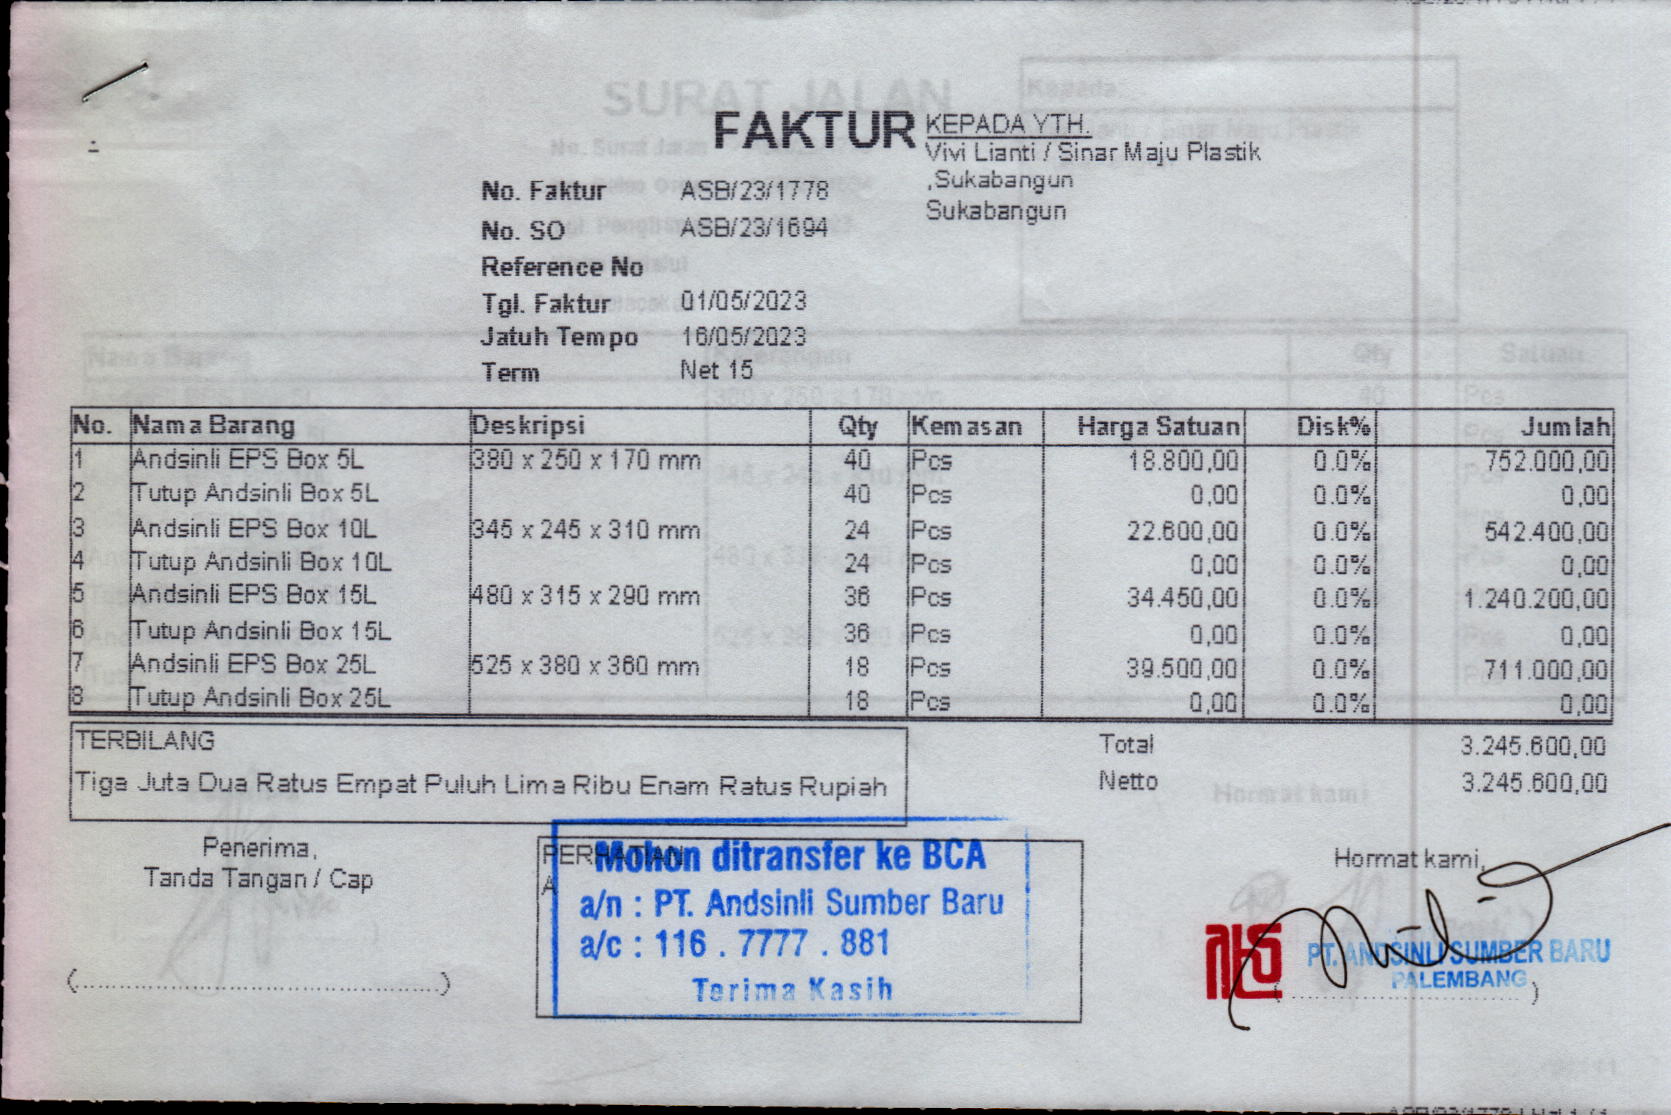 FAKTUR
KEPADA YTH.
Vivi Lianti / Sinar Maju Plastik
,Sukabangun
Sukabangun
No. Faktur ASB/23/1778
No. SO ASB/23/1694
Reference No
Tgl. Faktur 01/05/2023
Jatuh Tempo 16/05/2023
Term Net 15
No. Nama Barang Deskripsi Qty Kemasan Harga Satuan Disk% Jumlah
1 Andsinli EPS Box 5L 380 x 250 x 170 mm 40 Pcs 18.800,00 0.0% 752.000,00
2 Tutup Andsinli Box 5L 40 Pcs 0,00 0.0% 0,00
3 Andsinli EPS Box 10L 345 x 245 x 310 mm 24 Pcs 22.600,00 0.0% 542.400,00
4 Tutup Andsinli Box 10L 24 Pcs 0,00 0.0% 0,00
5 Andsinli EPS Box 15L 480 x 315 x 290 mm 36 Pcs 34.450,00 0.0% 1.240.200,00
6 Tutup Andsinli Box 15L 36 Pcs 0,00 0.0% 0,00
7 Andsinli EPS Box 25L 525 x 380 x 360 mm 18 Pcs 39.500,00 0.0% 711.000,00
8 Tutup Andsinli Box 25L 18 Pcs 0,00 0.0% 0,00
TERBILANG
Tiga Juta Dua Ratus Empat Puluh Lima Ribu Enam Ratus Rupiah
Total 3.245.600,00
Netto 3.245.600,00
Penerima,
Tanda Tangan / Cap
PERHATIAN
Mohon ditransfer ke BCA
a/n : PT. Andsinli Sumber Baru
a/c : 116 . 7777 . 881
Terima Kasih
Hormat kami,
PT. ANDSINLI SUMBER BARU
PALEMBANG